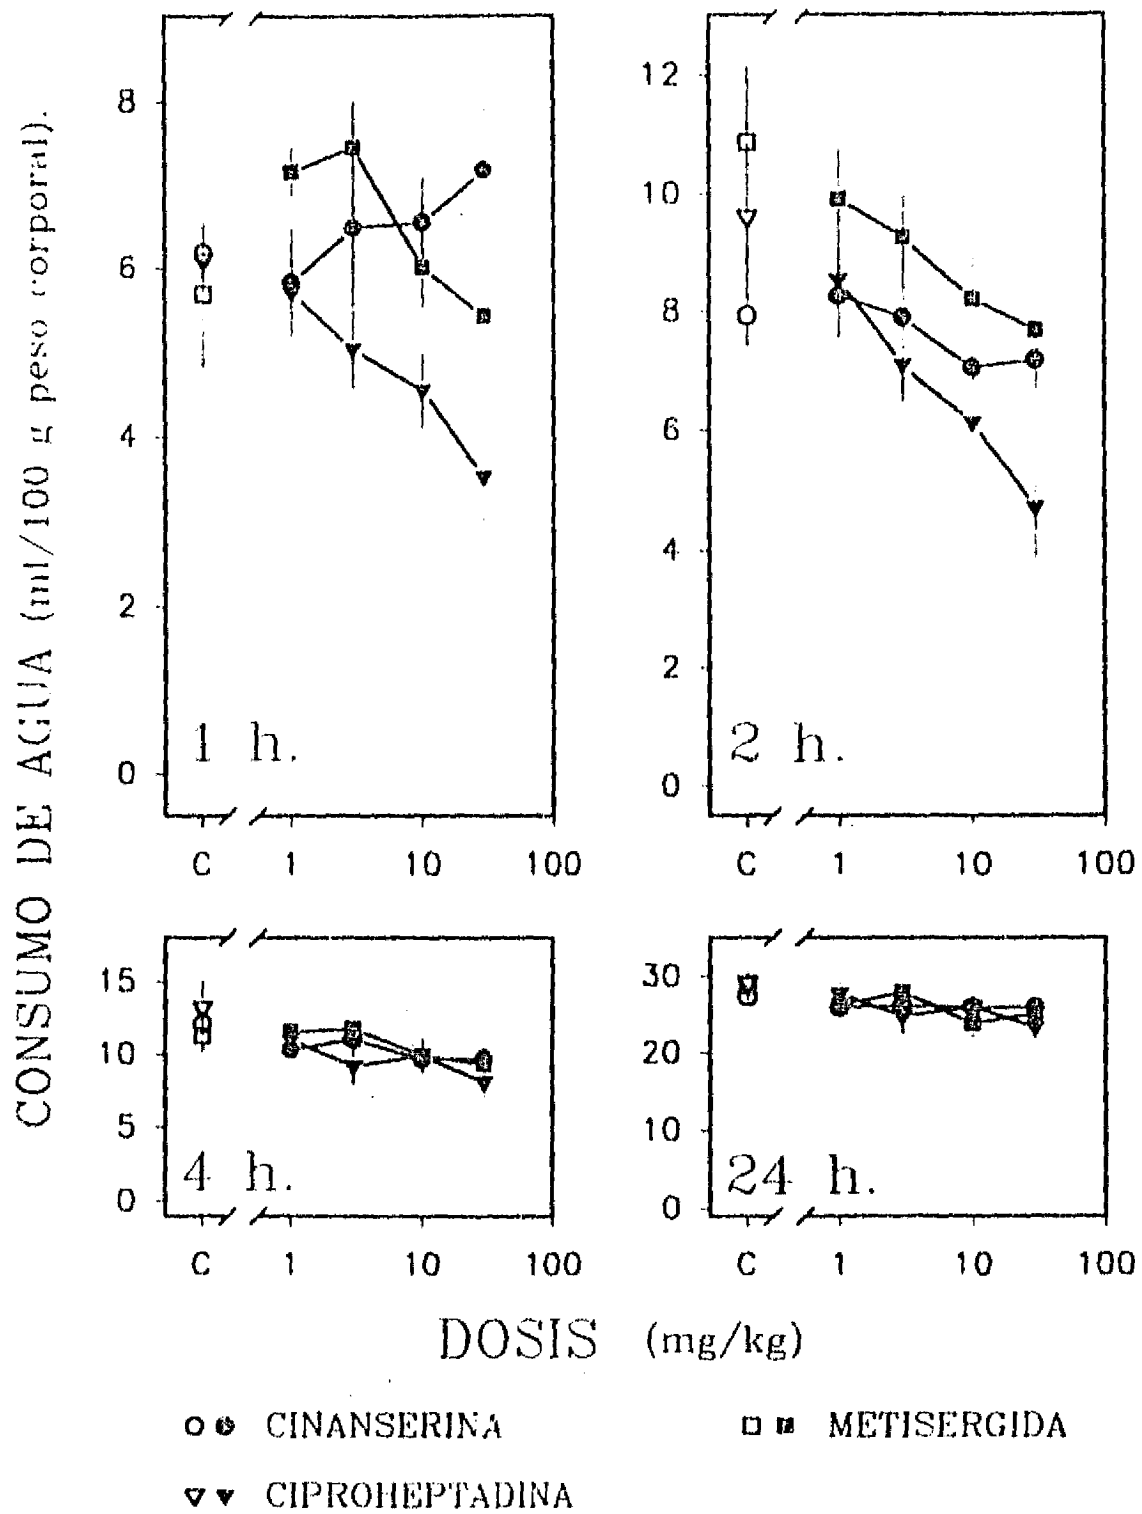 CONSUMO DE AGUA (ml/100 g peso corporal).
8
6
4
2
0
1 h.
C 1 10 100
12
10
8
6
4
2
0
2 h.
C 1 10 100
15
10
5
0
4 h.
C 1 10 100
30
20
10
0
24 h.
C 1 10 100
DOSIS (mg/kg)
CINANSERINA
METISERGIDA
CIPROHEPTADINA